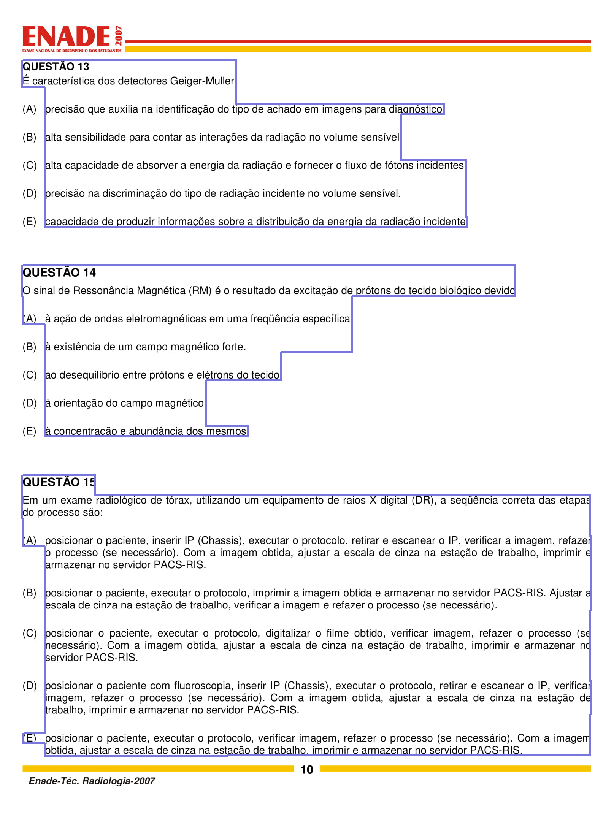 ENADE 2007
EXAME NACIONAL DE DESEMPENHO DOS ESTUDANTES
QUESTÃO 13
É característica dos detectores Geiger-Muller
(A) precisão que auxilia na identificação do tipo de achado em imagens para diagnóstico.
(B) alta sensibilidade para contar as interações da radiação no volume sensível.
(C) alta capacidade de absorver a energia da radiação e fornecer o fluxo de fótons incidentes.
(D) precisão na discriminação do tipo de radiação incidente no volume sensível.
(E) capacidade de produzir informações sobre a distribuição da energia da radiação incidente.
QUESTÃO 14
O sinal de Ressonância Magnética (RM) é o resultado da excitação de prótons do tecido biológico devido
(A) à ação de ondas eletromagnéticas em uma freqüência específica.
(B) à existência de um campo magnético forte.
(C) ao desequilíbrio entre prótons e elétrons do tecido.
(D) à orientação do campo magnético.
(E) à concentração e abundância dos mesmos.
QUESTÃO 15
Em um exame radiológico de tórax, utilizando um equipamento de raios X digital (DR), a seqüência correta das etapas
do processo são:
(A) posicionar o paciente, inserir IP (Chassis), executar o protocolo, retirar e escanear o IP, verificar a imagem, refazer
o processo (se necessário). Com a imagem obtida, ajustar a escala de cinza na estação de trabalho, imprimir e
armazenar no servidor PACS-RIS.
(B) posicionar o paciente, executar o protocolo, imprimir a imagem obtida e armazenar no servidor PACS-RIS. Ajustar a
escala de cinza na estação de trabalho, verificar a imagem e refazer o processo (se necessário).
(C) posicionar o paciente, executar o protocolo, digitalizar o filme obtido, verificar imagem, refazer o processo (se
necessário). Com a imagem obtida, ajustar a escala de cinza na estação de trabalho, imprimir e armazenar no
servidor PACS-RIS.
(D) posicionar o paciente com fluoroscopia, inserir IP (Chassis), executar o protocolo, retirar e escanear o IP, verificar
imagem, refazer o processo (se necessário). Com a imagem obtida, ajustar a escala de cinza na estação de
trabalho, imprimir e armazenar no servidor PACS-RIS.
(E) posicionar o paciente, executar o protocolo, verificar imagem, refazer o processo (se necessário). Com a imagem
obtida, ajustar a escala de cinza na estação de trabalho, imprimir e armazenar no servidor PACS-RIS.
10
Enade-Téc. Radiologia-2007